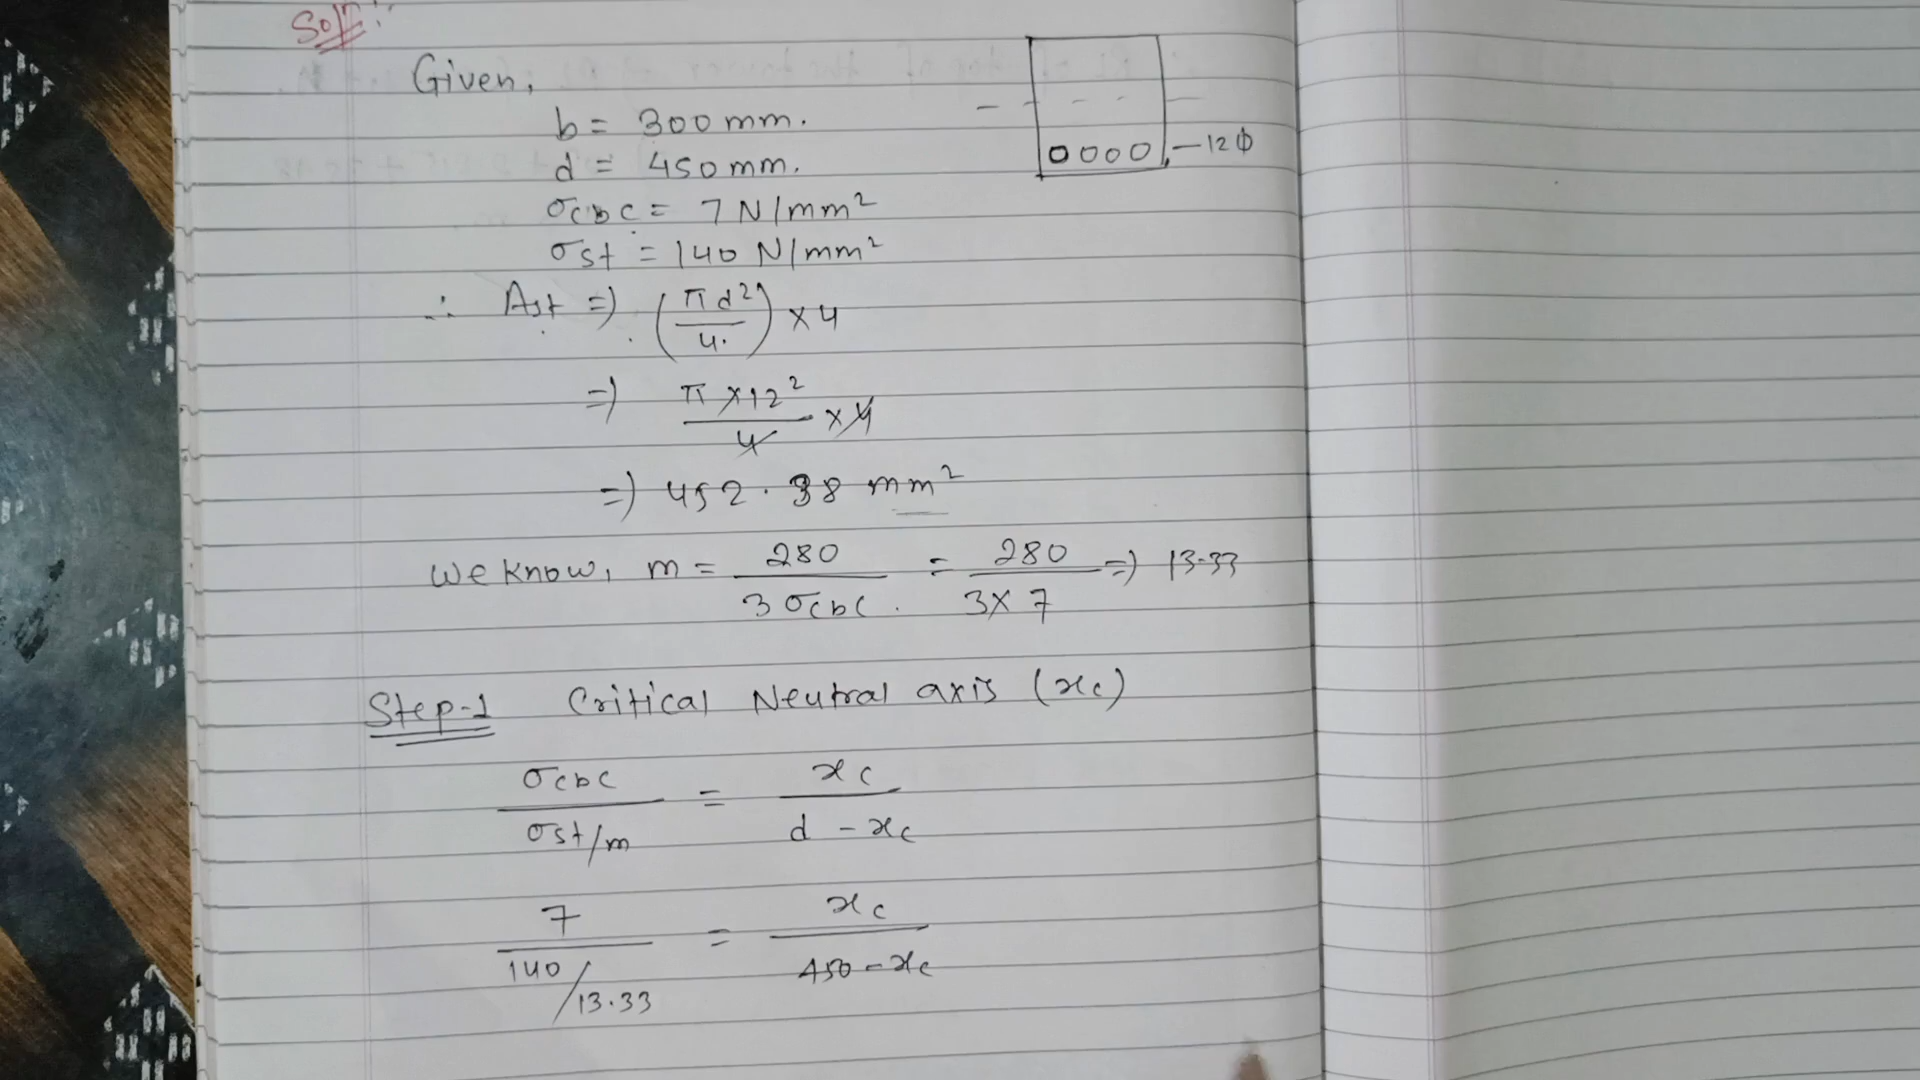 Solⁿ:
Given,
b = 300 mm.
d = 450 mm.
0000 - 12 ϕ
σcbc = 7 N/mm²
σst = 140 N/mm²
∴ Ast ⇒ (πd²/4) × 4
⇒ π × 12²/4 × 4
⇒ 452.38 mm²
We know, m = 280/3σcbc. = 280/3×7 ⇒ 13.33
Step-1 Critical Neutral axis (xc)
σcbc/(σst/m) = xc/(d - xc)
7/(140/13.33) = xc/(450 - xc)